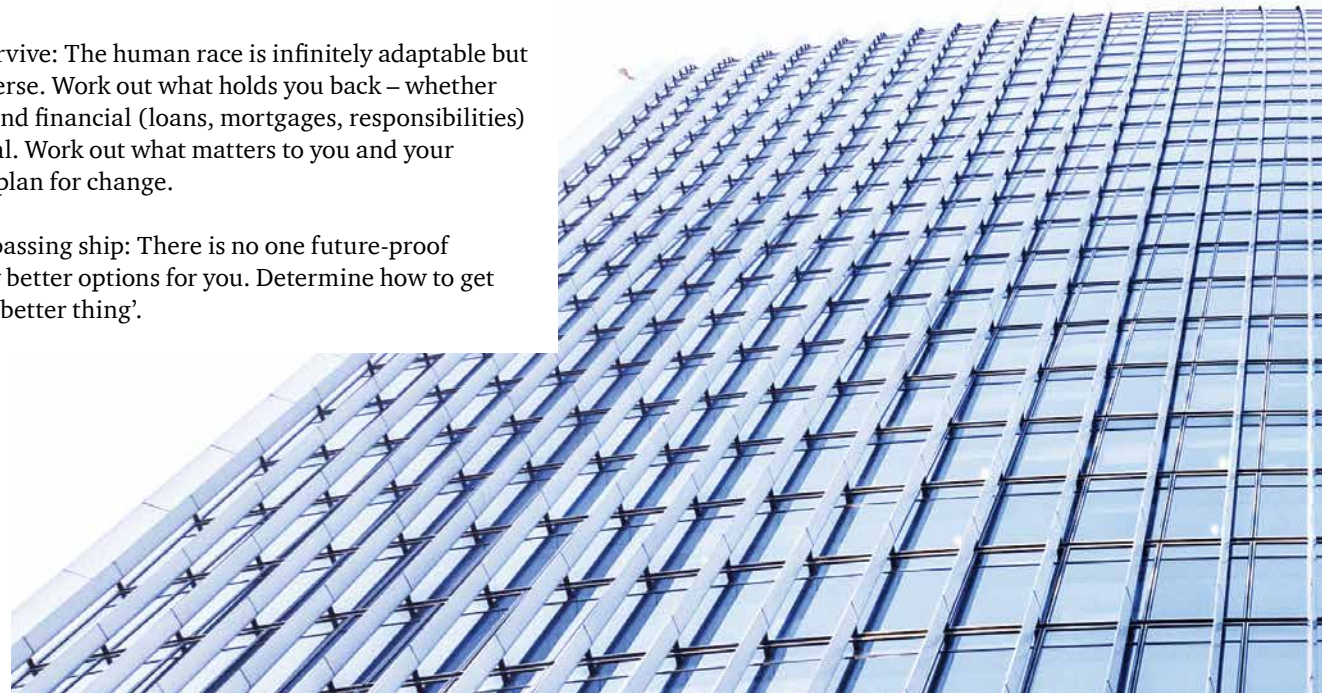 rvive: The human race is infinitely adaptable but
erse. Work out what holds you back – whether
nd financial (loans, mortgages, responsibilities)
al. Work out what matters to you and your
plan for change.
passing ship: There is no one future-proof
better options for you. Determine how to get
better thing’.